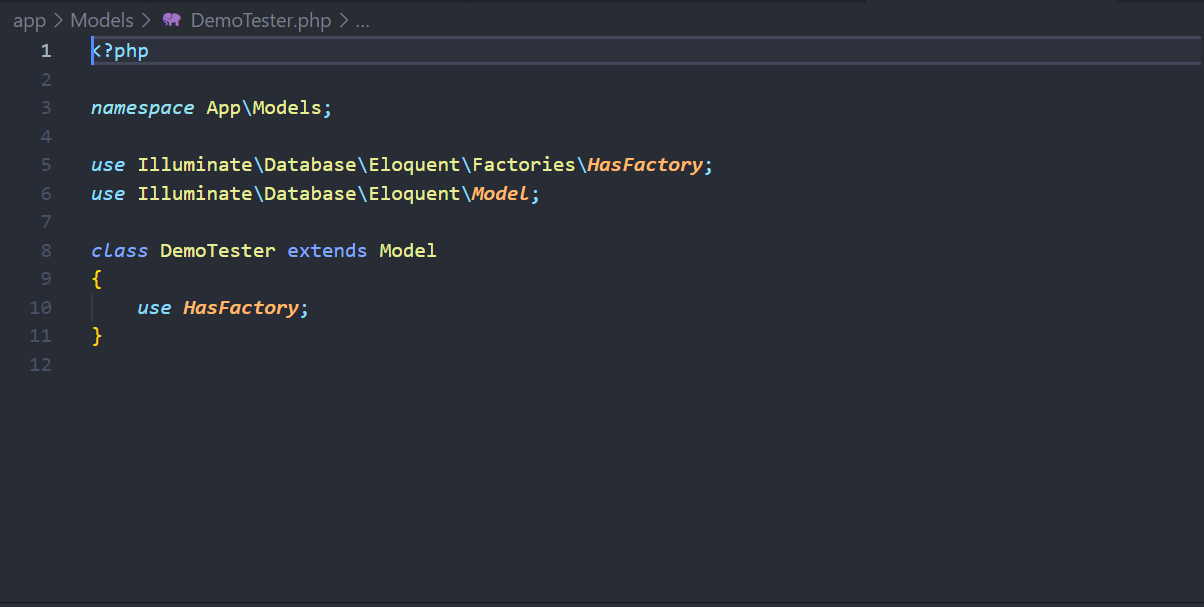 app > Models > DemoTester.php > ...
1 <?php
2
3 namespace App\Models;
4
5 use Illuminate\Database\Eloquent\Factories\HasFactory;
6 use Illuminate\Database\Eloquent\Model;
7
8 class DemoTester extends Model
9 {
10     use HasFactory;
11 }
12